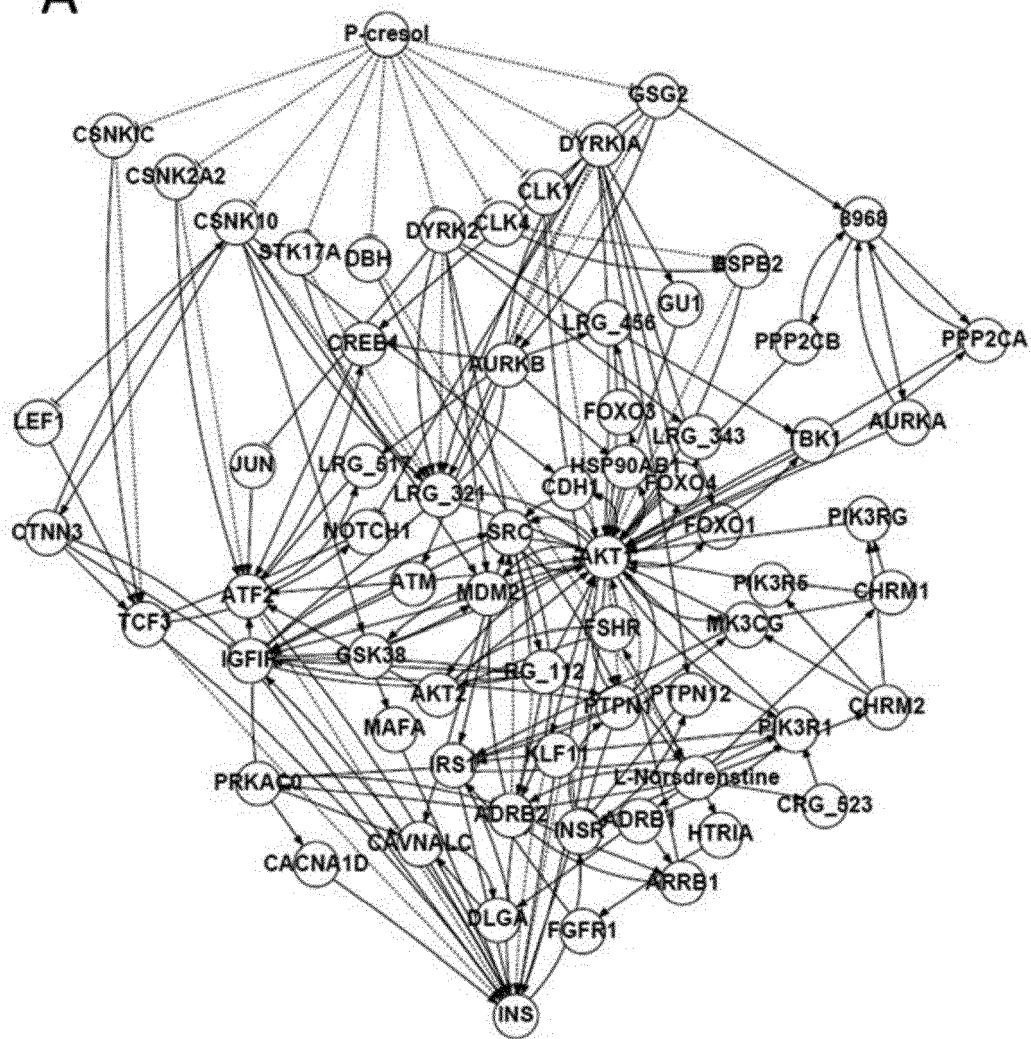 A
P-cresol
GSG2
CSNKIC
DYRKIA
CSNK2A2
CLK1
CSNK10
DYRK2
CLK4
8968
STK17A
DBH
HSPB2
GU1
LRG_456
CREB1
AURKB
PPP2CB
PPP2CA
LEF1
FOXO3
LRG_343
AURKA
TBK1
JUN
LRG_517
HSP90AB1
CDH1
FOXO4
LRG_321
CTNN3
NOTCH1
SRC
FOXO1
PIK3RG
AKT
ATM
MDM2
PIK3R5
CHRM1
ATF2
TCF3
FSHR
MK3CG
IGFIR
GSK38
RG_112
AKT2
PTPN1
PTPN12
CHRM2
MAFA
PIK3R1
IRS1
KLF11
L-Norsdrenstine
PRKAC0
CRG_523
ADRB2
INSR
ADRB1
HTRIA
CAVNALC
CACNA1D
ARRB1
DLGA
FGFR1
INS